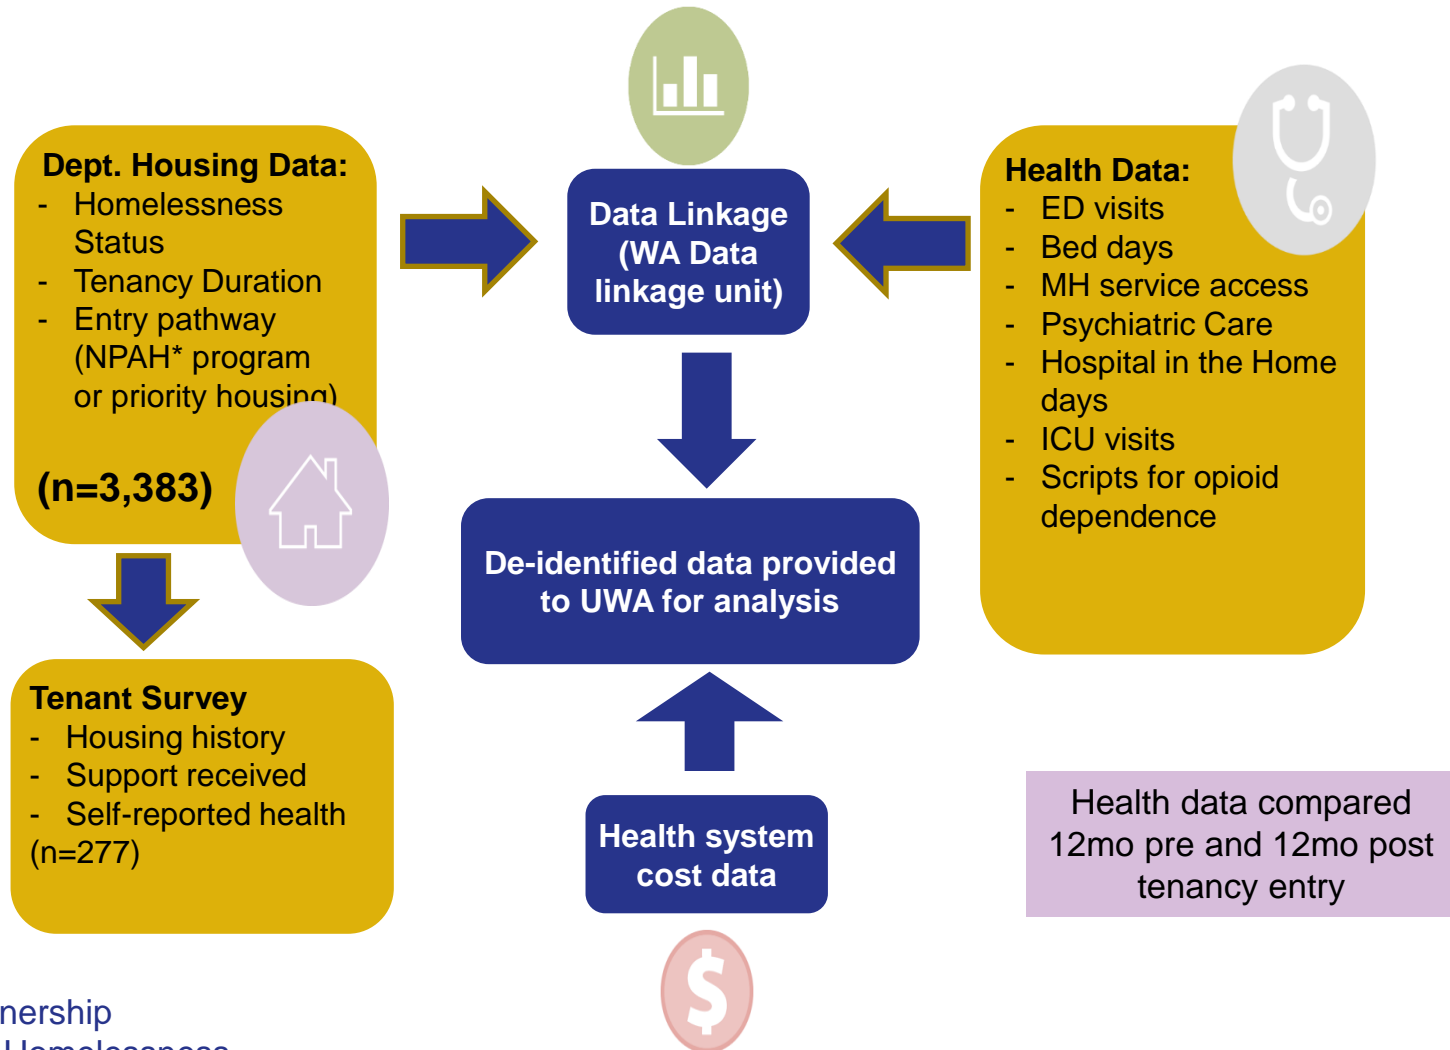 Dept. Housing Data:
- Homelessness
Status
- Tenancy Duration
- Entry pathway
(NPAH* program
or priority housing)
(n=3,383)
Data Linkage
(WA Data
linkage unit)
Health Data:
- ED visits
- Bed days
- MH service access
- Psychiatric Care
- Hospital in the Home
days
- ICU visits
- Scripts for opioid
dependence
De-identified data provided
to UWA for analysis
Tenant Survey
- Housing history
- Support received
- Self-reported health
(n=277)
Health system
cost data
Health data compared
12mo pre and 12mo post
tenancy entry
$
nership
Homelessness